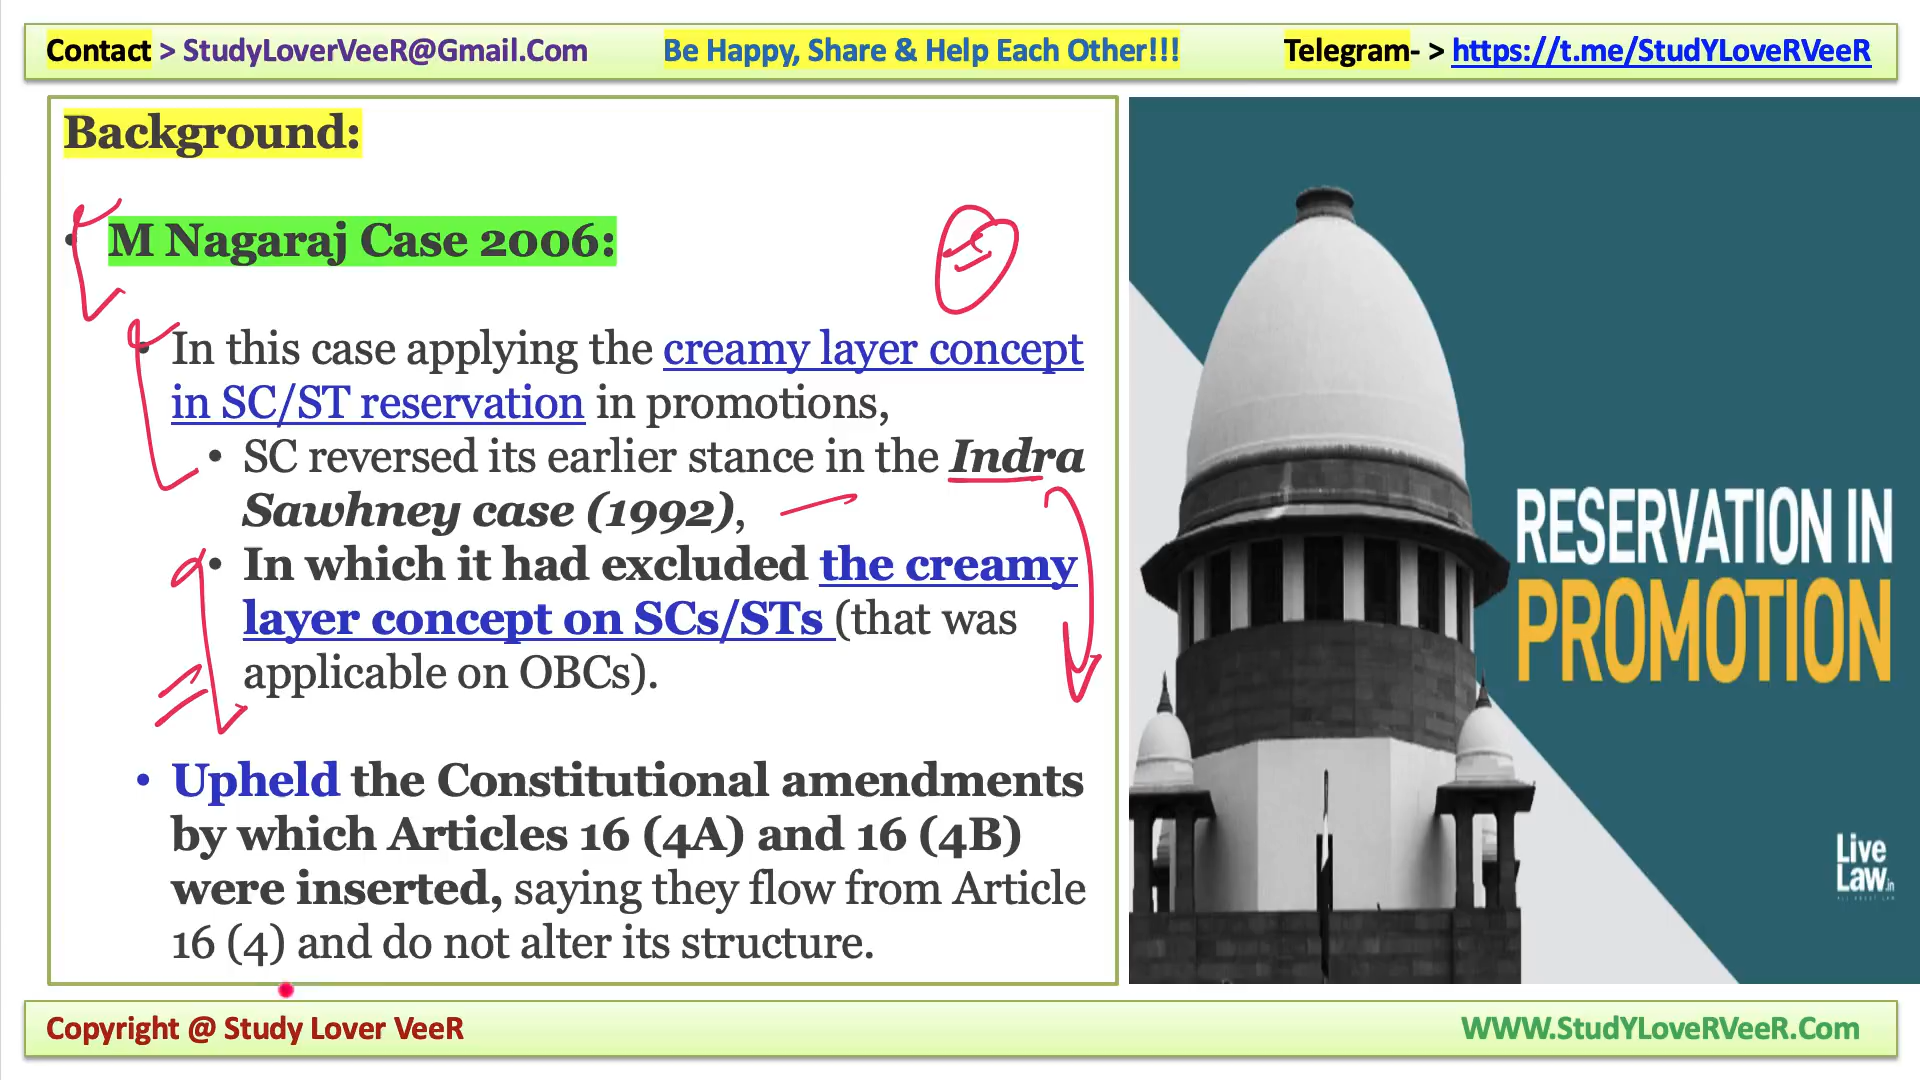 Contact > StudyLoverVeeR@Gmail.Com Be Happy, Share & Help Each Other!!! Telegram- > https://t.me/StudYLoveRVeeR
Background:
• M Nagaraj Case 2006:
• In this case applying the creamy layer concept
in SC/ST reservation in promotions,
• SC reversed its earlier stance in the Indra
Sawhney case (1992),
• In which it had excluded the creamy
layer concept on SCs/STs (that was
applicable on OBCs).
• Upheld the Constitutional amendments
by which Articles 16 (4A) and 16 (4B)
were inserted, saying they flow from Article
16 (4) and do not alter its structure.
RESERVATION IN
PROMOTION
Live
Law.in
Copyright @ Study Lover VeeR WWW.StudYLoveRVeeR.Com